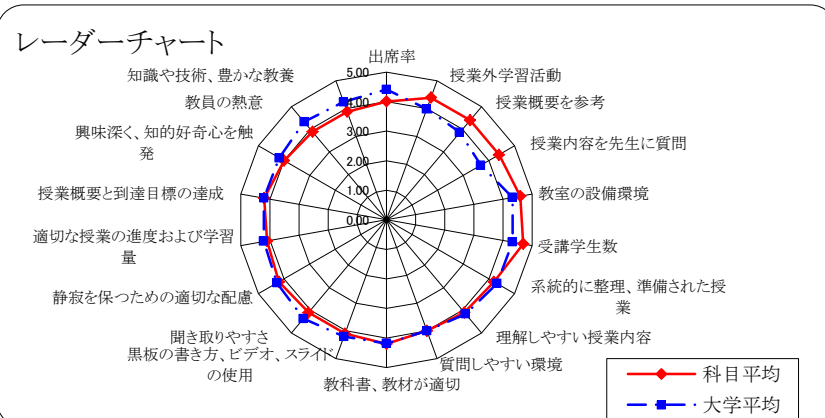 レーダーチャート
出席率
授業外学習活動
授業概要を参考
授業内容を先生に質問
教室の設備環境
受講学生数
系統的に整理、準備された授
業
理解しやすい授業内容
質問しやすい環境
教科書、教材が適切
黒板の書き方、ビデオ、スライド
の使用
聞き取りやすさ
静寂を保つための適切な配慮
適切な授業の進度および学習
量
授業概要と到達目標の達成
興味深く、知的好奇心を触
発
教員の熱意
知識や技術、豊かな教養
5.00
4.00
3.00
2.00
1.00
0.00
科目平均
大学平均